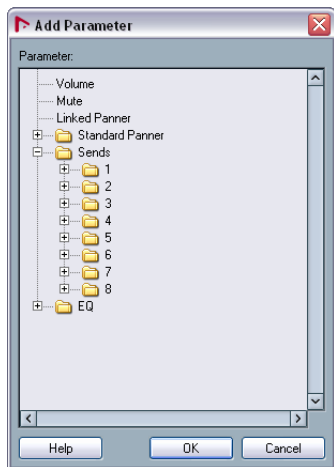 Add Parameter
Parameter:
Volume
Mute
Linked Panner
Standard Panner
Sends
1
2
3
4
5
6
7
8
EQ
Help OK Cancel